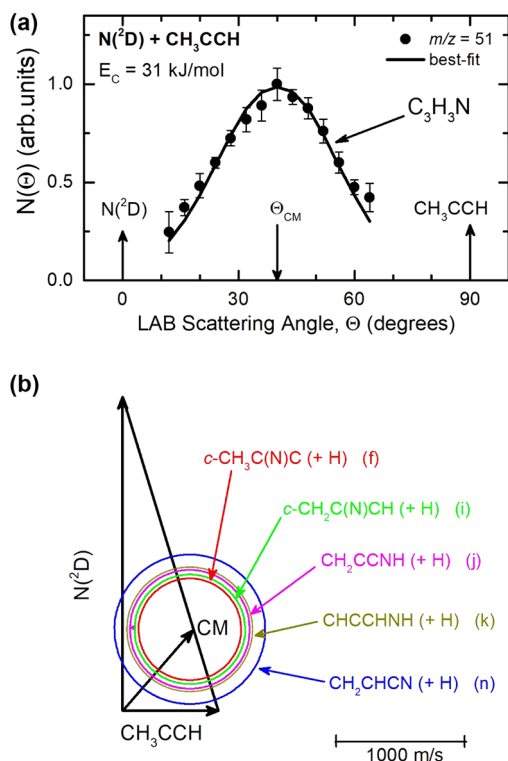 (a)
N(²D) + CH₃CCH
E_C = 31 kJ/mol
m/z = 51
best-fit
C₃H₃N
N(²D)
Θ_CM
CH₃CCH
N(Θ) (arb.units)
1.0
0.5
0.0
0 30 60 90
LAB Scattering Angle, Θ (degrees)
(b)
c-CH₃C(N)C (+ H) (f)
c-CH₂C(N)CH (+ H) (i)
CH₂CCNH (+ H) (j)
CHCCHNH (+ H) (k)
CH₂CHCN (+ H) (n)
N(²D)
CM
CH₃CCH
1000 m/s